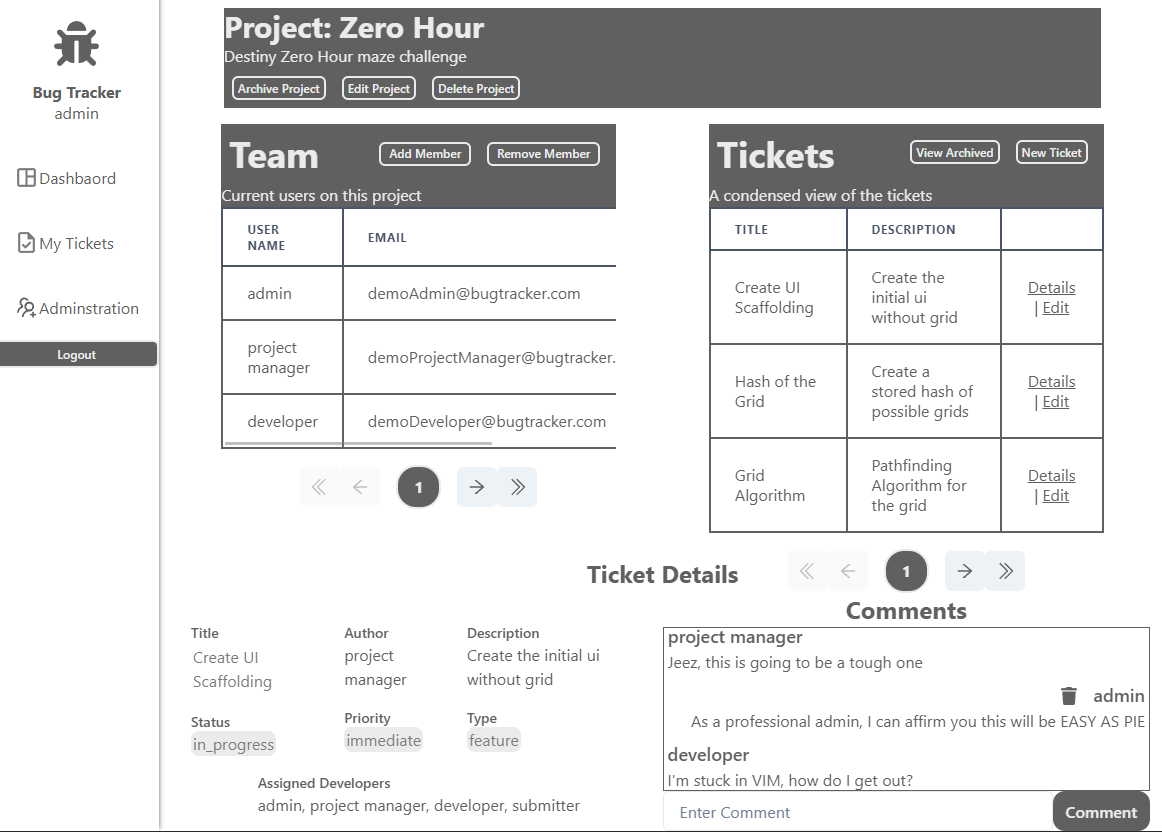 Bug Tracker
admin
Dashbaord
My Tickets
Adminstration
Logout
Project: Zero Hour
Destiny Zero Hour maze challenge
Archive Project Edit Project Delete Project
Team Add Member Remove Member
Current users on this project
USER NAME EMAIL
admin demoAdmin@bugtracker.com
project manager demoProjectManager@bugtracker.
developer demoDeveloper@bugtracker.com
1
Tickets View Archived New Ticket
A condensed view of the tickets
TITLE DESCRIPTION
Create UI Scaffolding Create the initial ui without grid Details | Edit
Hash of the Grid Create a stored hash of possible grids Details | Edit
Grid Algorithm Pathfinding Algorithm for the grid Details | Edit
1
Ticket Details
Title
Create UI
Scaffolding
Author
project
manager
Description
Create the initial ui
without grid
Status
in_progress
Priority
immediate
Type
feature
Assigned Developers
admin, project manager, developer, submitter
Comments
project manager
Jeez, this is going to be a tough one
admin
As a professional admin, I can affirm you this will be EASY AS PIE
developer
I'm stuck in VIM, how do I get out?
Enter Comment Comment